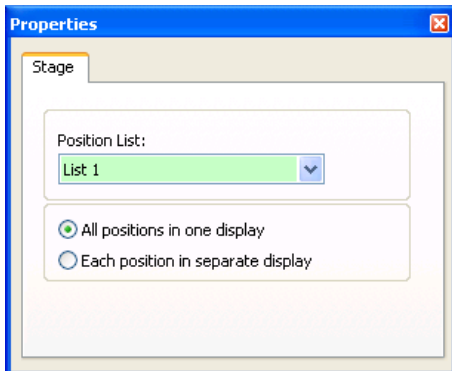 Properties
Stage
Position List:
List 1
All positions in one display
Each position in separate display